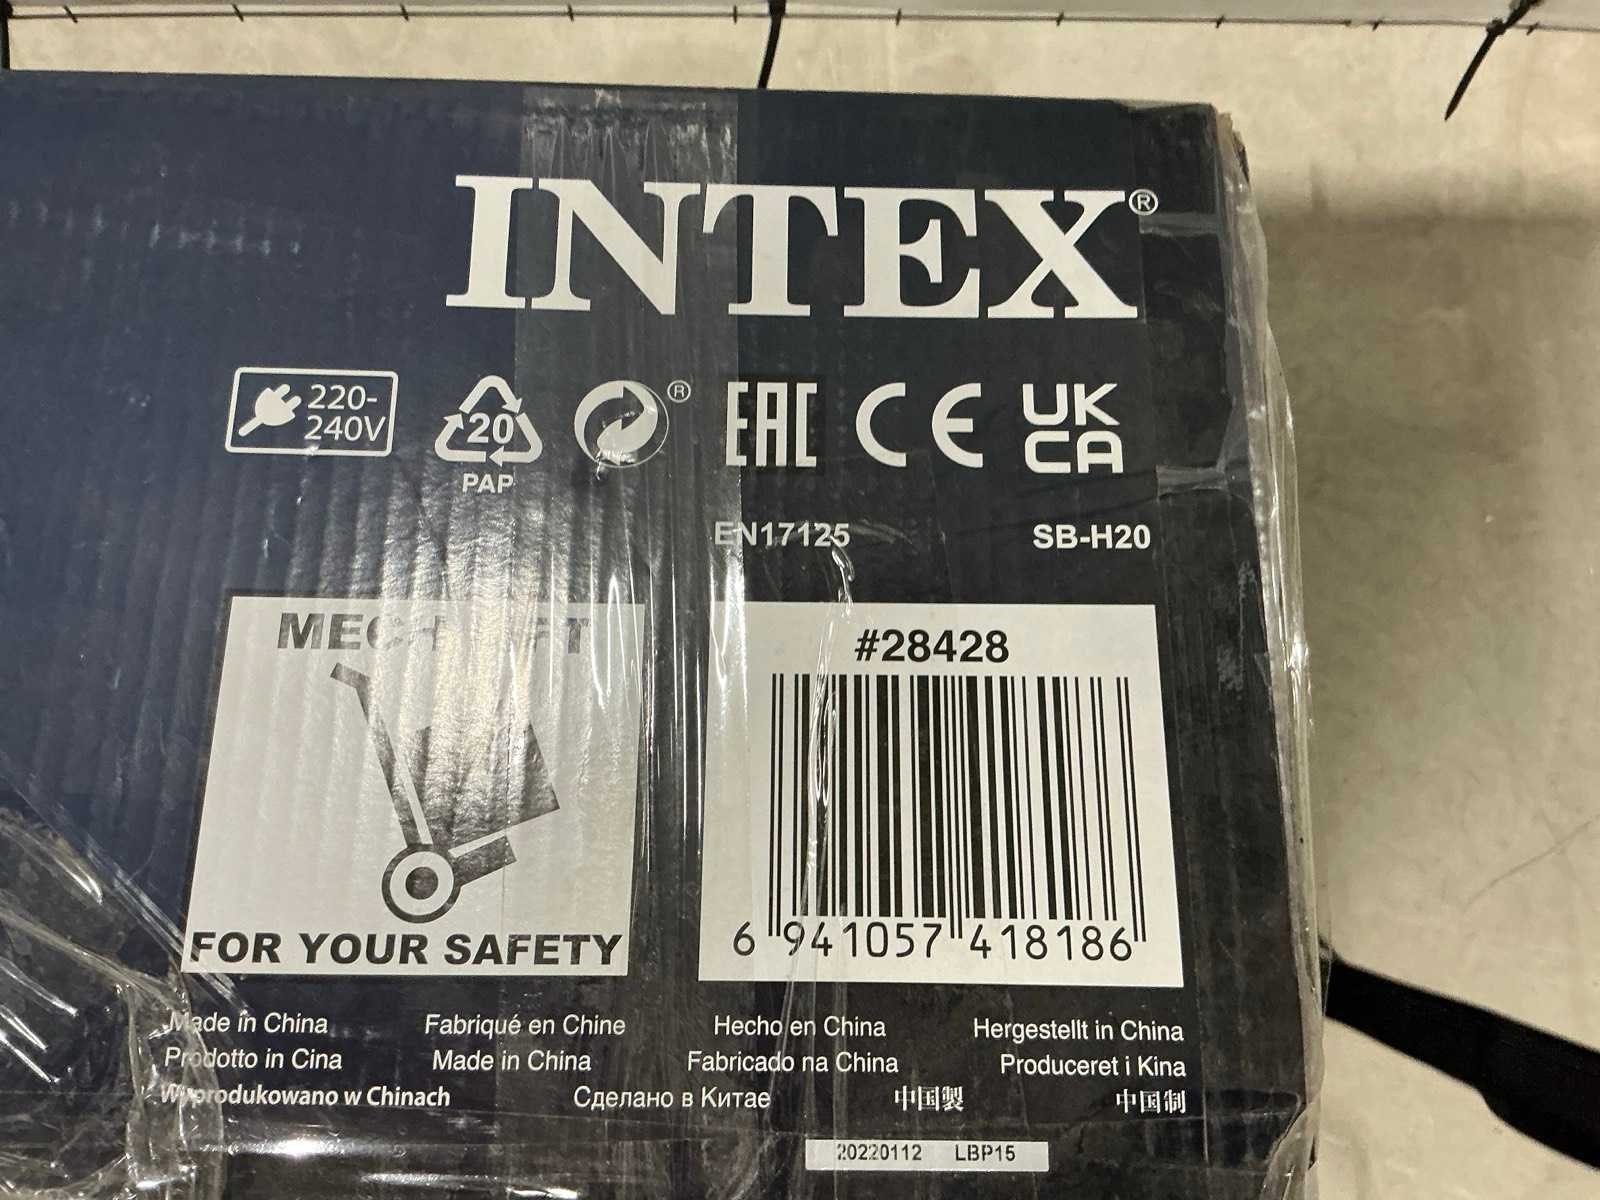 INTEX®
220-
240V
20
PAP
®
EAC CE UK
CA
EN17125 SB-H20
MECH LIFT
#28428
6 941057 418186
FOR YOUR SAFETY
Made in China Fabriqué en Chine Hecho en China Hergestellt in China
Prodotto in Cina Made in China Fabricado na China Produceret i Kina
Wyprodukowano w Chinach Сделано в Китае 中国製 中国制
20220112 LBP15